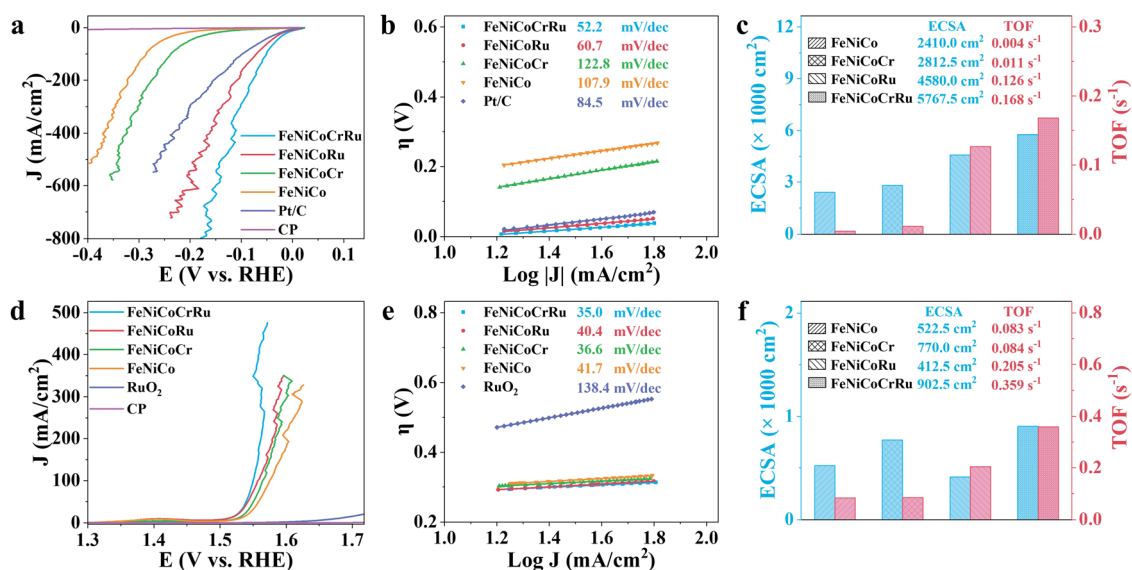 a
J (mA/cm²)
0
-200
-400
-600
-800
FeNiCoCrRu
FeNiCoRu
FeNiCoCr
FeNiCo
Pt/C
CP
-0.4 -0.3 -0.2 -0.1 0.0 0.1
E (V vs. RHE)
b
η (V)
0.6
0.4
0.2
0.0
FeNiCoCrRu 52.2 mV/dec
FeNiCoRu 60.7 mV/dec
FeNiCoCr 122.8 mV/dec
FeNiCo 107.9 mV/dec
Pt/C 84.5 mV/dec
1.0 1.2 1.4 1.6 1.8 2.0
Log |J| (mA/cm²)
c
ECSA (× 1000 cm²)
12
9
6
3
0
ECSA TOF
FeNiCo 2410.0 cm² 0.004 s⁻¹
FeNiCoCr 2812.5 cm² 0.011 s⁻¹
FeNiCoRu 4580.0 cm² 0.126 s⁻¹
FeNiCoCrRu 5767.5 cm² 0.168 s⁻¹
0.3
0.2
0.1
0.0
TOF (s⁻¹)
d
J (mA/cm²)
500
400
300
200
100
0
FeNiCoCrRu
FeNiCoRu
FeNiCoCr
FeNiCo
RuO₂
CP
1.3 1.4 1.5 1.6 1.7
E (V vs. RHE)
e
η (V)
0.8
0.6
0.4
0.2
FeNiCoCrRu 35.0 mV/dec
FeNiCoRu 40.4 mV/dec
FeNiCoCr 36.6 mV/dec
FeNiCo 41.7 mV/dec
RuO₂ 138.4 mV/dec
1.0 1.2 1.4 1.6 1.8 2.0
Log J (mA/cm²)
f
ECSA (× 1000 cm²)
2
1
0
ECSA TOF
FeNiCo 522.5 cm² 0.083 s⁻¹
FeNiCoCr 770.0 cm² 0.084 s⁻¹
FeNiCoRu 412.5 cm² 0.205 s⁻¹
FeNiCoCrRu 902.5 cm² 0.359 s⁻¹
0.8
0.6
0.4
0.2
0.0
TOF (s⁻¹)